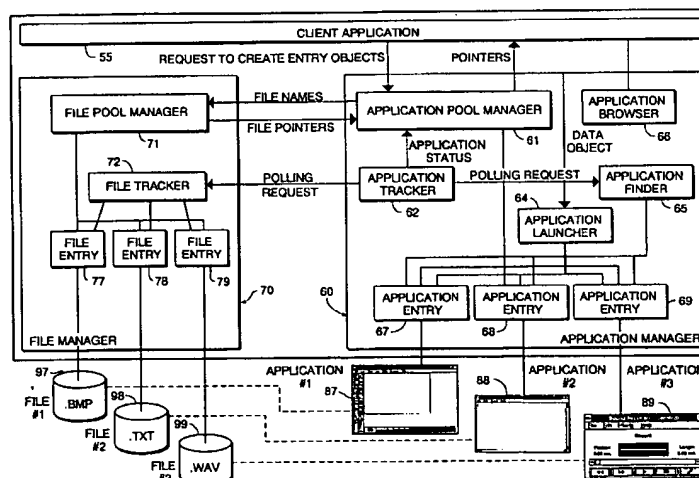 CLIENT APPLICATION
55
REQUEST TO CREATE ENTRY OBJECTS
POINTERS
FILE POOL MANAGER
71
FILE NAMES
FILE POINTERS
APPLICATION POOL MANAGER
61
APPLICATION BROWSER
66
DATA OBJECT
APPLICATION STATUS
72
FILE TRACKER
POLLING REQUEST
APPLICATION TRACKER
62
POLLING REQUEST
APPLICATION FINDER
65
64
APPLICATION LAUNCHER
FILE ENTRY
77
FILE ENTRY
78
FILE ENTRY
79
70
60
APPLICATION ENTRY
67
APPLICATION ENTRY
68
APPLICATION ENTRY
69
FILE MANAGER
APPLICATION MANAGER
97
FILE #1
.BMP
98
FILE #2
.TXT
99
FILE
.WAV
APPLICATION #1
87
88
APPLICATION #2
APPLICATION #3
89